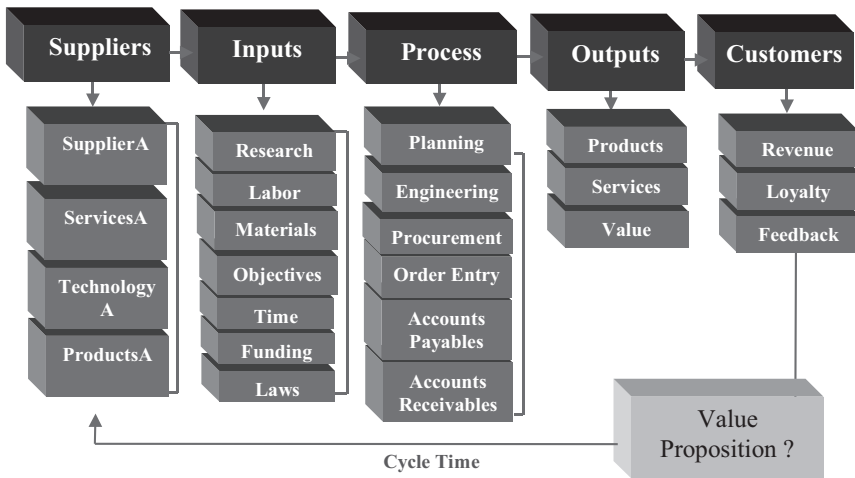 Suppliers
Inputs
Process
Outputs
Customers
SupplierA
ServicesA
Technology
A
ProductsA
Research
Labor
Materials
Objectives
Time
Funding
Laws
Planning
Engineering
Procurement
Order Entry
Accounts
Payables
Accounts
Receivables
Products
Services
Value
Revenue
Loyalty
Feedback
Value
Proposition ?
Cycle Time